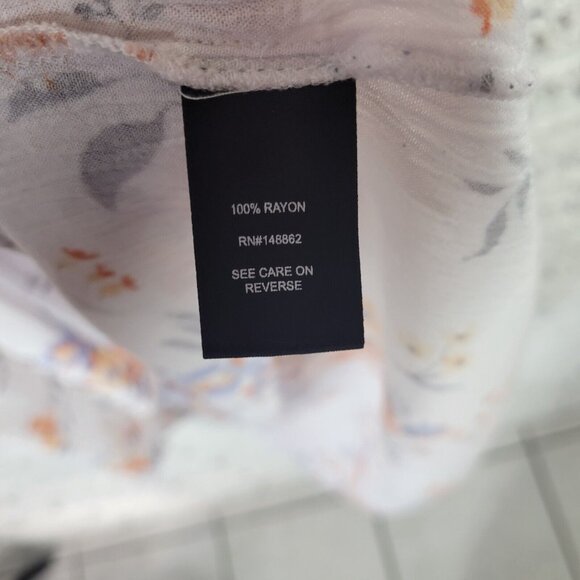 100% RAYON
RN#148862
SEE CARE ON
REVERSE